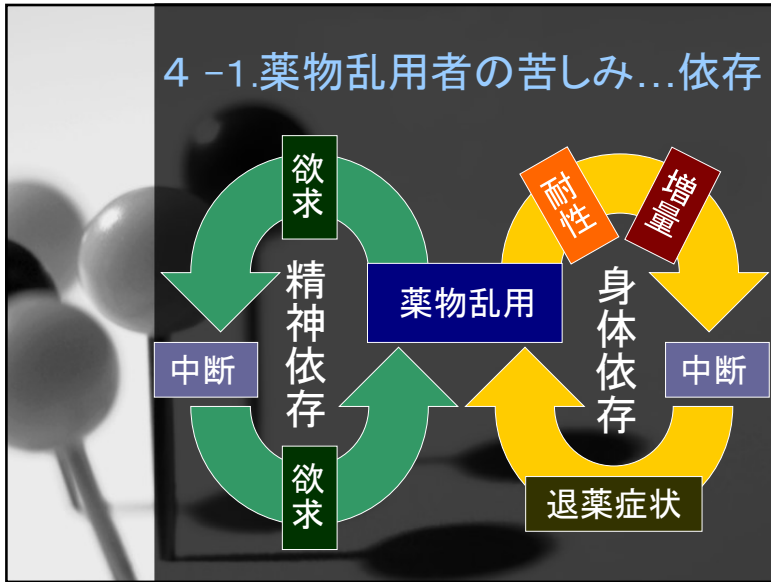 ４-1.薬物乱用者の苦しみ…依存
欲求
精神依存
中断
欲求
薬物乱用
耐性
増量
身体依存
中断
退薬症状